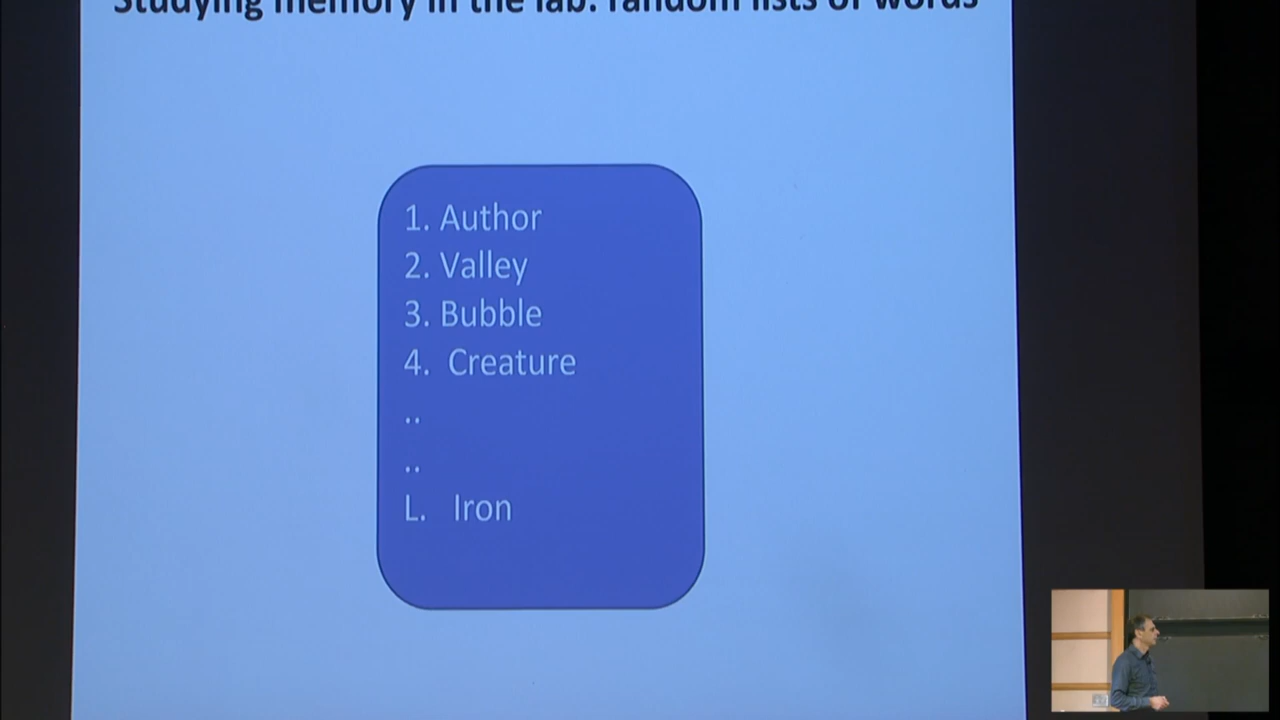 Studying memory in the lab: random lists of words
1. Author
2. Valley
3. Bubble
4. Creature
..
..
L. Iron